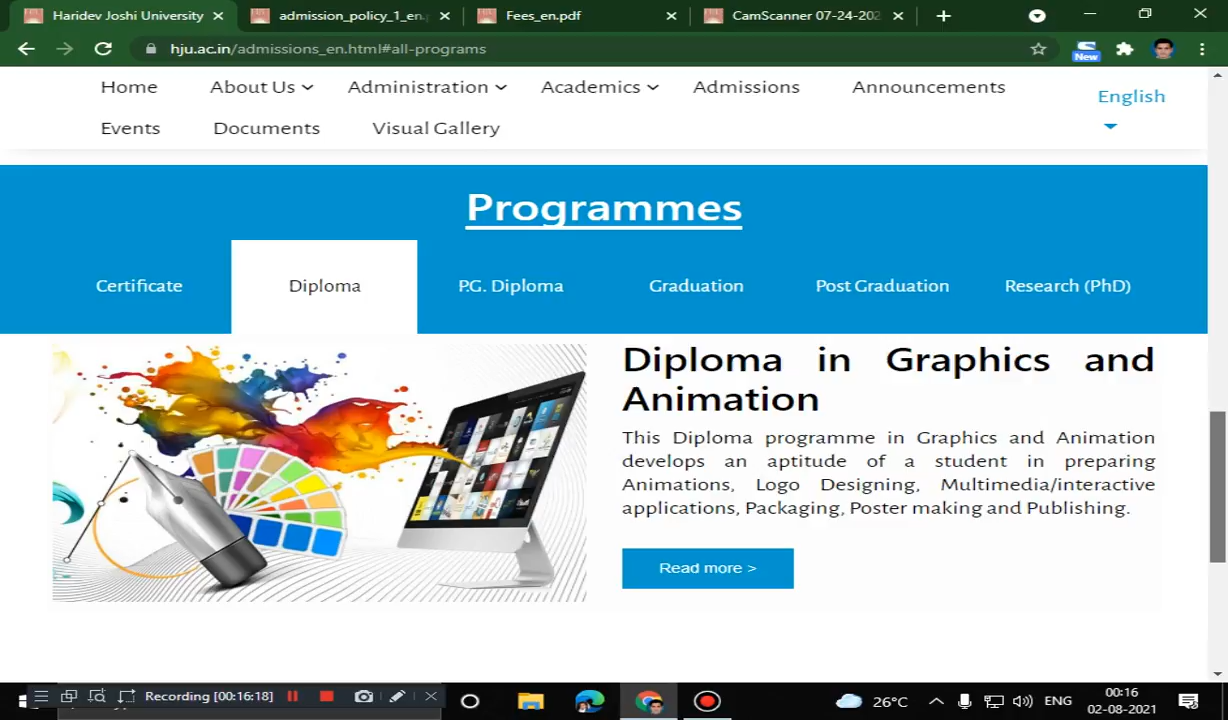 Haridev Joshi University
admission_policy_1_en.
Fees_en.pdf
CamScanner 07-24-202
hju.ac.in/admissions_en.html#all-programs
New
Home
About Us
Administration
Academics
Admissions
Announcements
English
Events
Documents
Visual Gallery
Programmes
Certificate
Diploma
P.G. Diploma
Graduation
Post Graduation
Research (PhD)
Diploma in Graphics and
Animation
This Diploma programme in Graphics and Animation
develops an aptitude of a student in preparing
Animations, Logo Designing, Multimedia/interactive
applications, Packaging, Poster making and Publishing.
Read more >
Recording [00:16:18]
26°C
ENG
00:16
02-08-2021